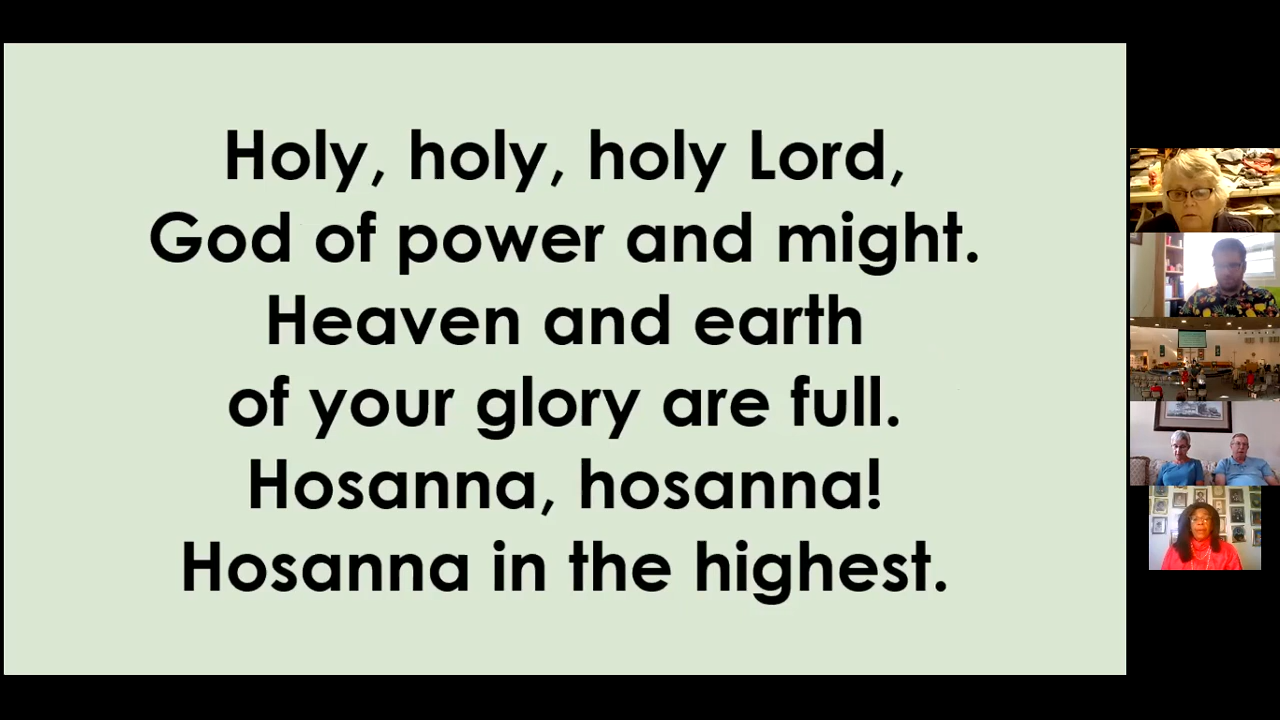 Holy, holy, holy Lord,
God of power and might.
Heaven and earth
of your glory are full.
Hosanna, hosanna!
Hosanna in the highest.